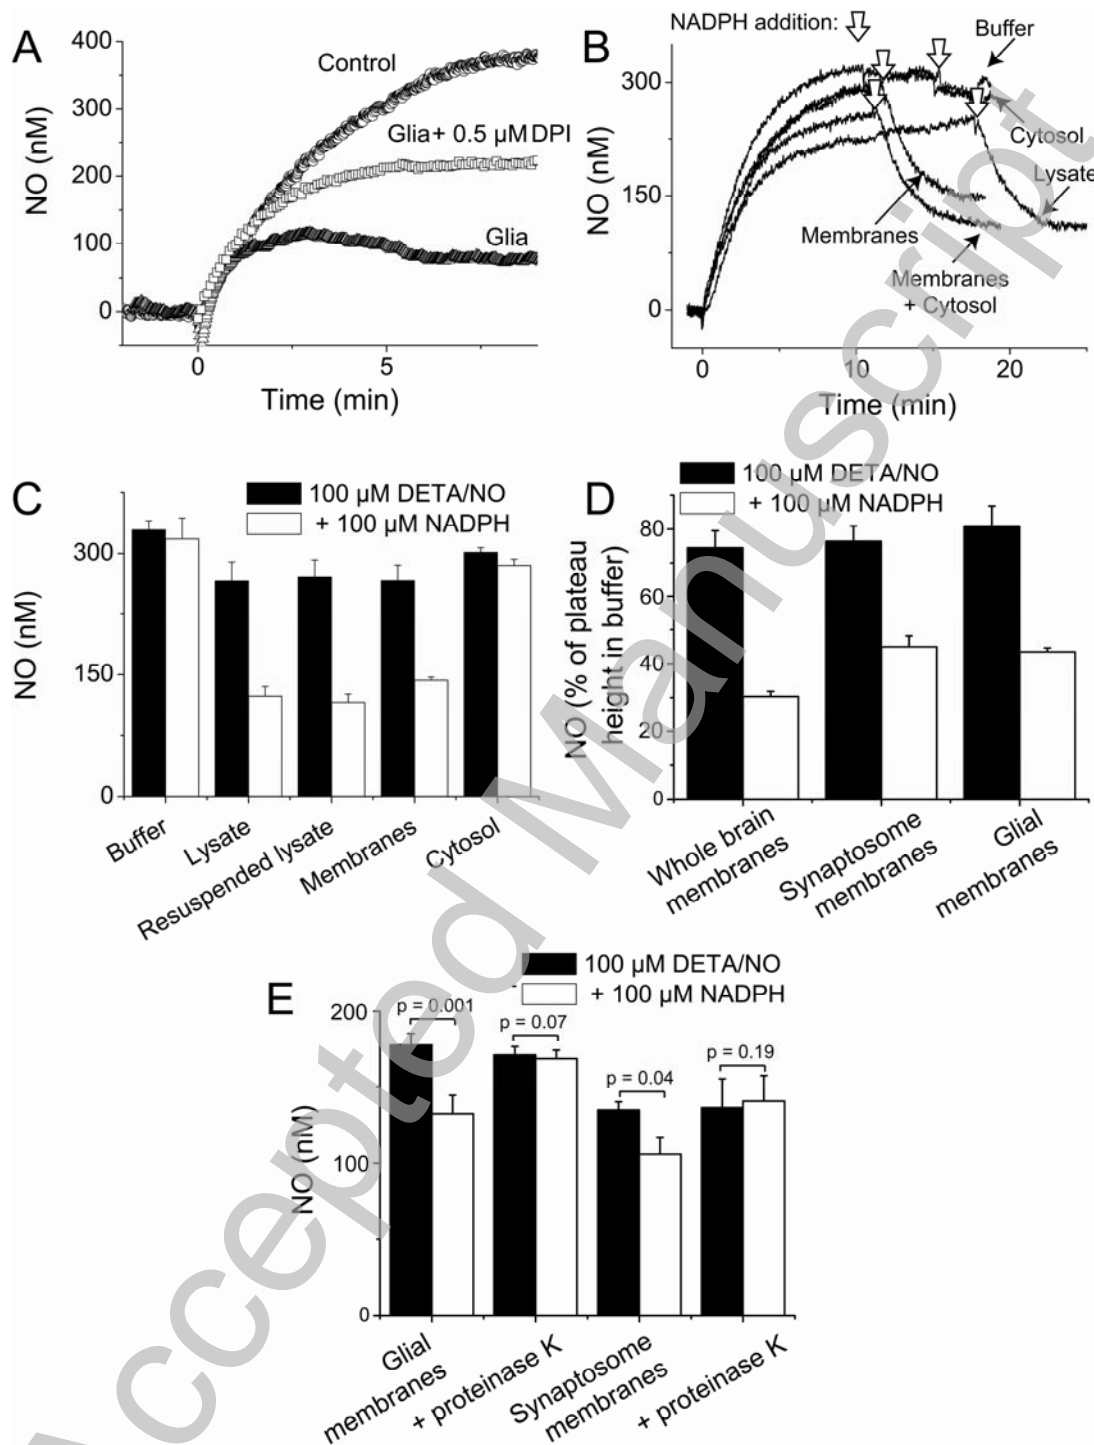 A
400
300
200
100
0
NO (nM)
Control
Glia+ 0.5 µM DPI
Glia
0
5
Time (min)
B
NADPH addition:
Buffer
300
150
0
NO (nM)
Cytosol
Lysate
Membranes
Membranes
+ Cytosol
0
10
20
Time (min)
C
100 µM DETA/NO
+ 100 µM NADPH
300
150
0
NO (nM)
Buffer
Lysate
Resuspended lysate
Membranes
Cytosol
D
100 µM DETA/NO
+ 100 µM NADPH
80
60
40
20
0
NO (% of plateau
height in buffer)
Whole brain
membranes
Synaptosome
membranes
Glial
membranes
E
100 µM DETA/NO
+ 100 µM NADPH
200
100
0
NO (nM)
p = 0.001
p = 0.07
p = 0.04
p = 0.19
Glial
membranes
+ proteinase K
Synaptosome
membranes
+ proteinase K
Accepted Manuscript